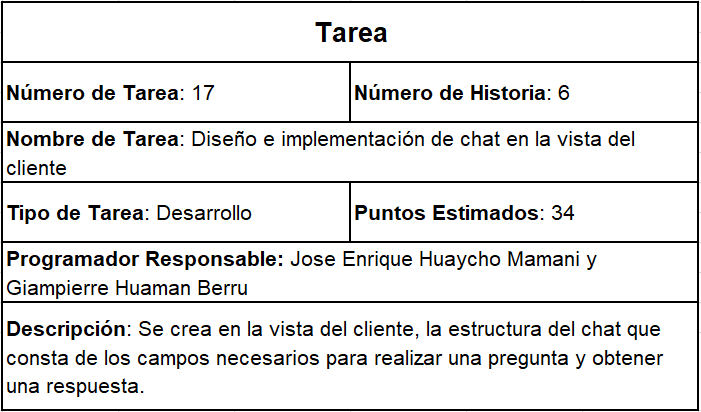 Tarea
Número de Tarea: 17
Número de Historia: 6
Nombre de Tarea: Diseño e implementación de chat en la vista del
cliente
Tipo de Tarea: Desarrollo
Puntos Estimados: 34
Programador Responsable: Jose Enrique Huaycho Mamani y
Giampierre Huaman Berru
Descripción: Se crea en la vista del cliente, la estructura del chat que
consta de los campos necesarios para realizar una pregunta y obtener
una respuesta.